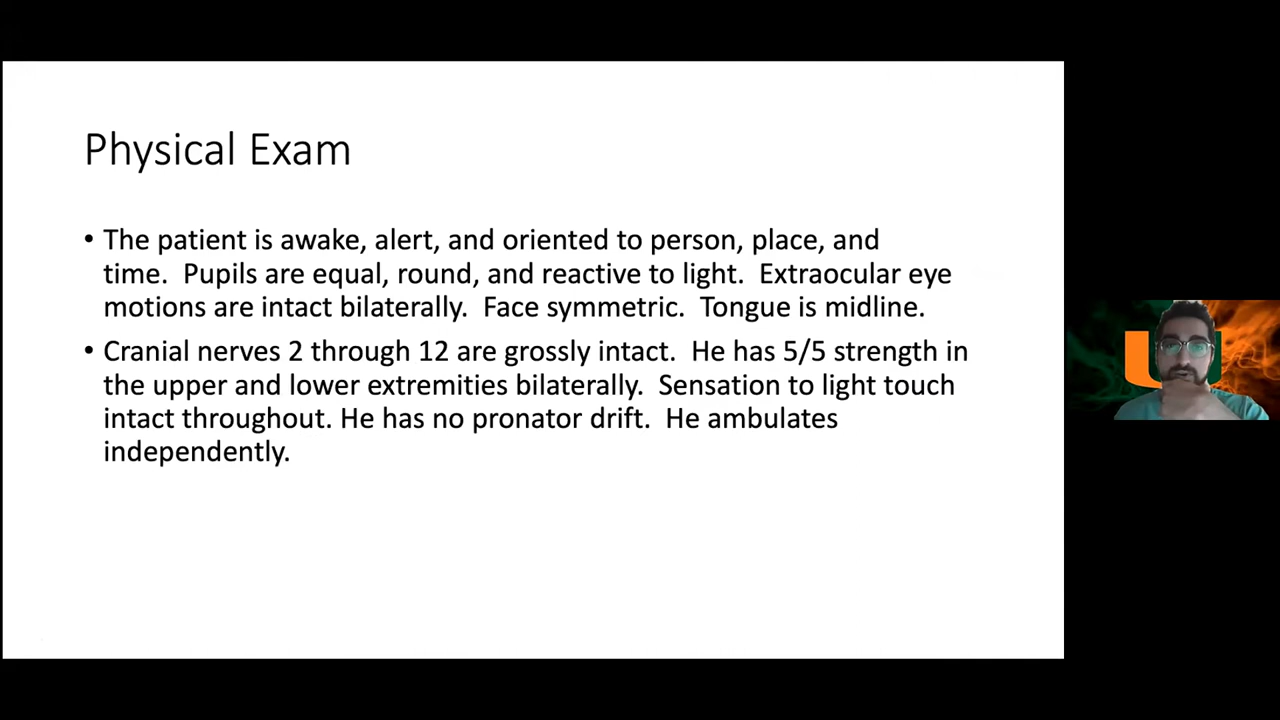 Physical Exam
• The patient is awake, alert, and oriented to person, place, and
time.  Pupils are equal, round, and reactive to light.  Extraocular eye
motions are intact bilaterally.  Face symmetric.  Tongue is midline.
• Cranial nerves 2 through 12 are grossly intact.  He has 5/5 strength in
the upper and lower extremities bilaterally.  Sensation to light touch
intact throughout. He has no pronator drift.  He ambulates
independently.